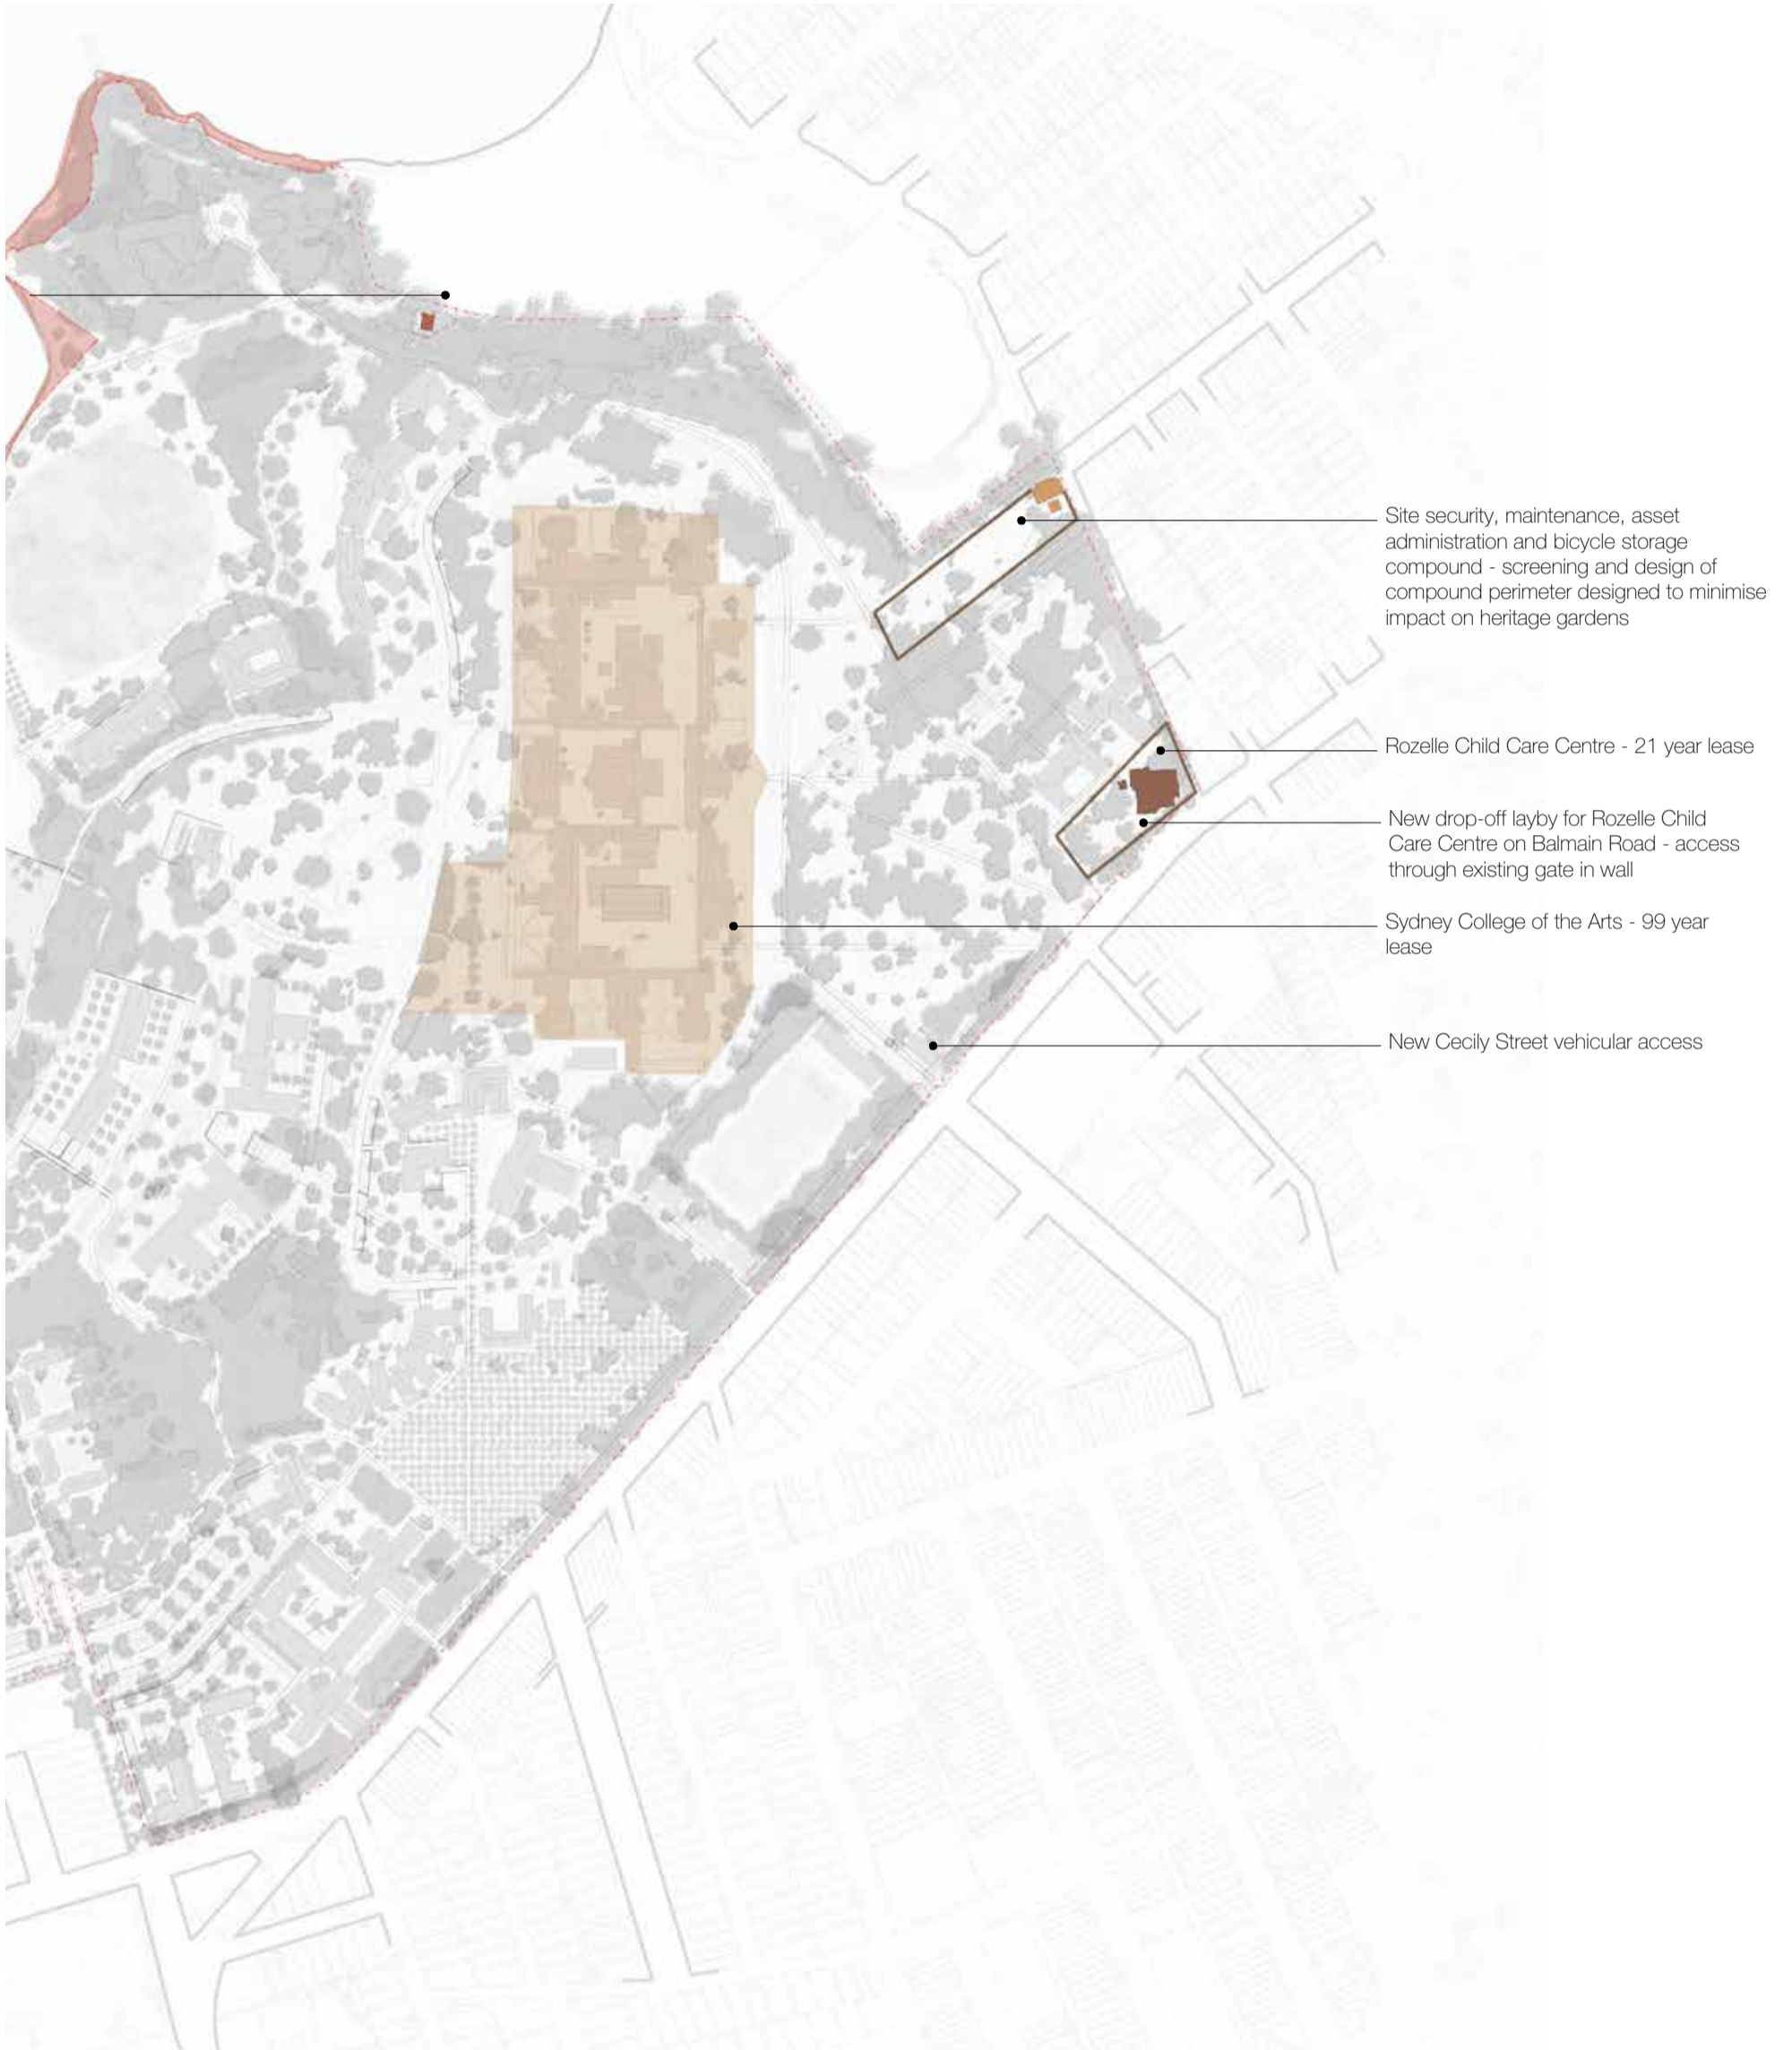 Site security, maintenance, asset
administration and bicycle storage
compound - screening and design of
compound perimeter designed to minimise
impact on heritage gardens
Rozelle Child Care Centre - 21 year lease
New drop-off layby for Rozelle Child
Care Centre on Balmain Road - access
through existing gate in wall
Sydney College of the Arts - 99 year
lease
New Cecily Street vehicular access